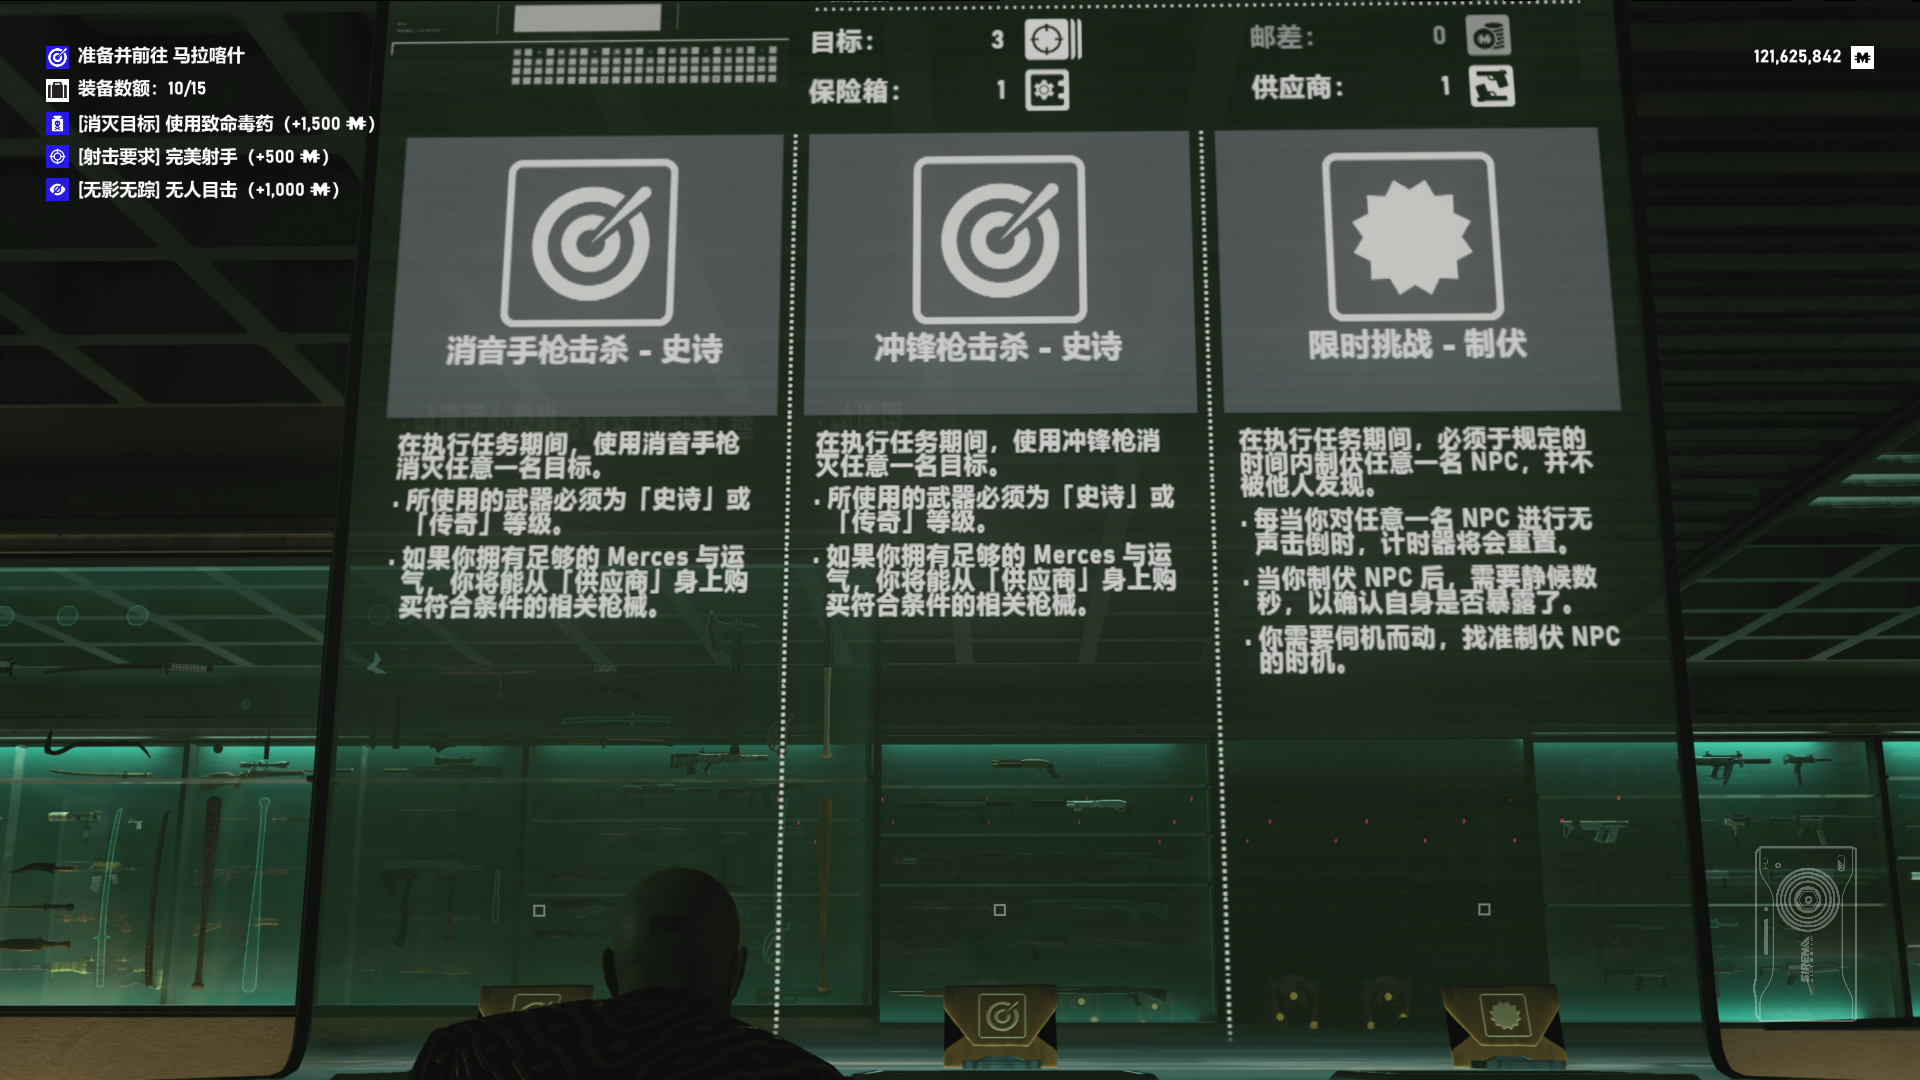 准备并前往 马拉喀什
装备数额：10/15
[消灭目标] 使用致命毒药（+1,500 ）
[射击要求] 完美射手（+500 ）
[无影无踪] 无人目击（+1,000 ）
121,625,842
目标： 3
邮差： 0
保险箱： 1
供应商： 1
消音手枪击杀 - 史诗
在执行任务期间，使用消音手枪
消灭任意一名目标。
· 所使用的武器必须为「史诗」或
「传奇」等级。
· 如果你拥有足够的 Merces 与运
气，你将能从「供应商」身上购
买符合条件的相关枪械。
冲锋枪击杀 - 史诗
在执行任务期间，使用冲锋枪消
灭任意一名目标。
· 所使用的武器必须为「史诗」或
「传奇」等级。
· 如果你拥有足够的 Merces 与运
气，你将能从「供应商」身上购
买符合条件的相关枪械。
限时挑战 - 制伏
在执行任务期间，必须于规定的
时间内制伏任意一名 NPC，并不
被他人发现。
· 每当你对任意一名 NPC 进行无
声击倒时，计时器将会重置。
· 当你制伏 NPC 后，需要静候数
秒，以确认自身是否暴露了。
· 你需要伺机而动，找准制伏 NPC
的时机。
SIREN